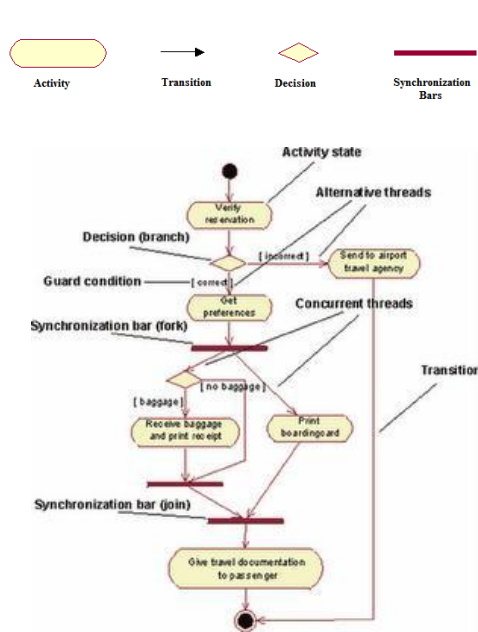 Activity
Transition
Decision
Synchronization
Bars
Activity state
Alternative threads
Verify
reservation
Decision (branch)
[ incorrect ]
Send to airport
travel agency
Guard condition
[ correct ]
Get
preferences
Concurrent threads
Synchronization bar (fork)
Transition
[ no baggage ]
[ baggage ]
Receive baggage
and print receipt
Print
boardingcard
Synchronization bar (join)
Give travel documentation
to passenger